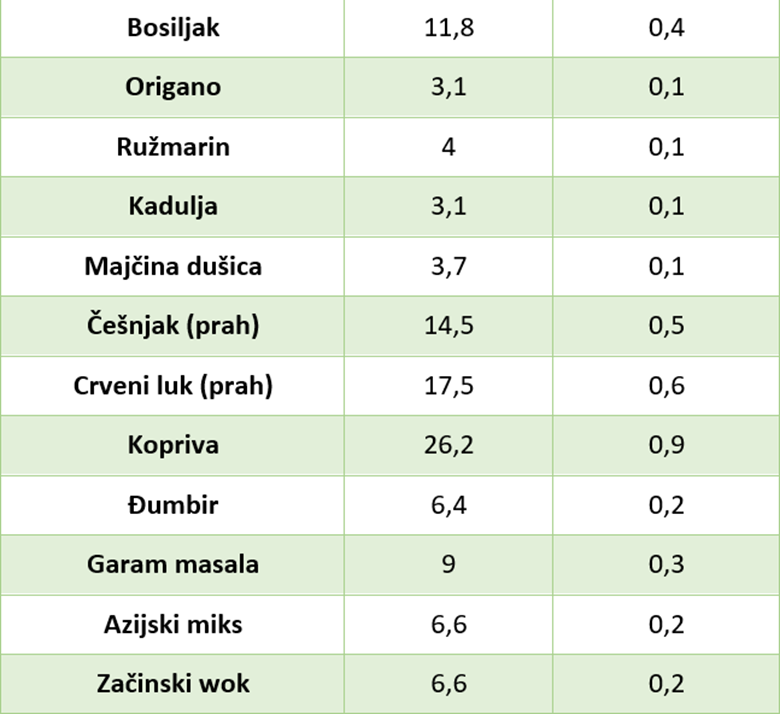 Bosiljak 11,8 0,4
Origano 3,1 0,1
Ružmarin 4 0,1
Kadulja 3,1 0,1
Majčina dušica 3,7 0,1
Češnjak (prah) 14,5 0,5
Crveni luk (prah) 17,5 0,6
Kopriva 26,2 0,9
Đumbir 6,4 0,2
Garam masala 9 0,3
Azijski miks 6,6 0,2
Začinski wok 6,6 0,2